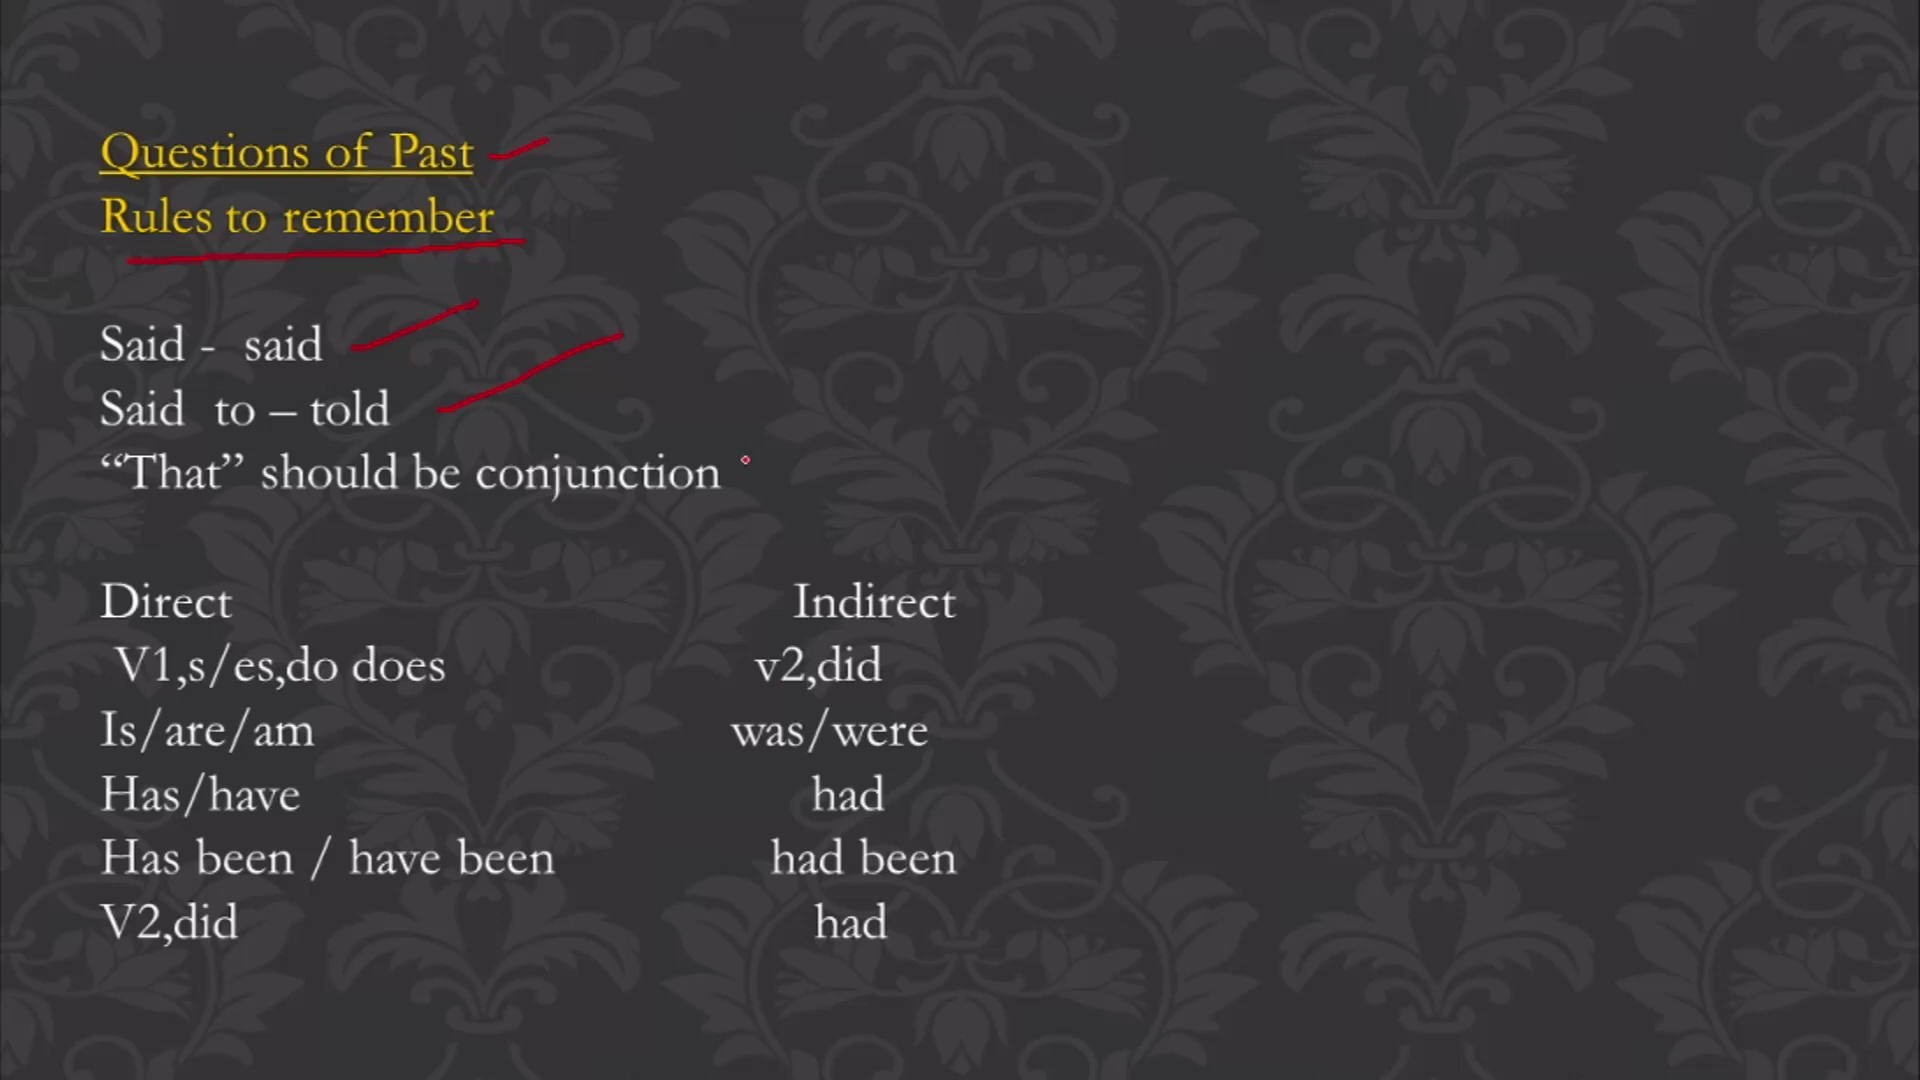 Questions of Past
Rules to remember
Said - said
Said to – told
“That” should be conjunction
Direct Indirect
V1,s/es,do does v2,did
Is/are/am was/were
Has/have had
Has been / have been had been
V2,did had